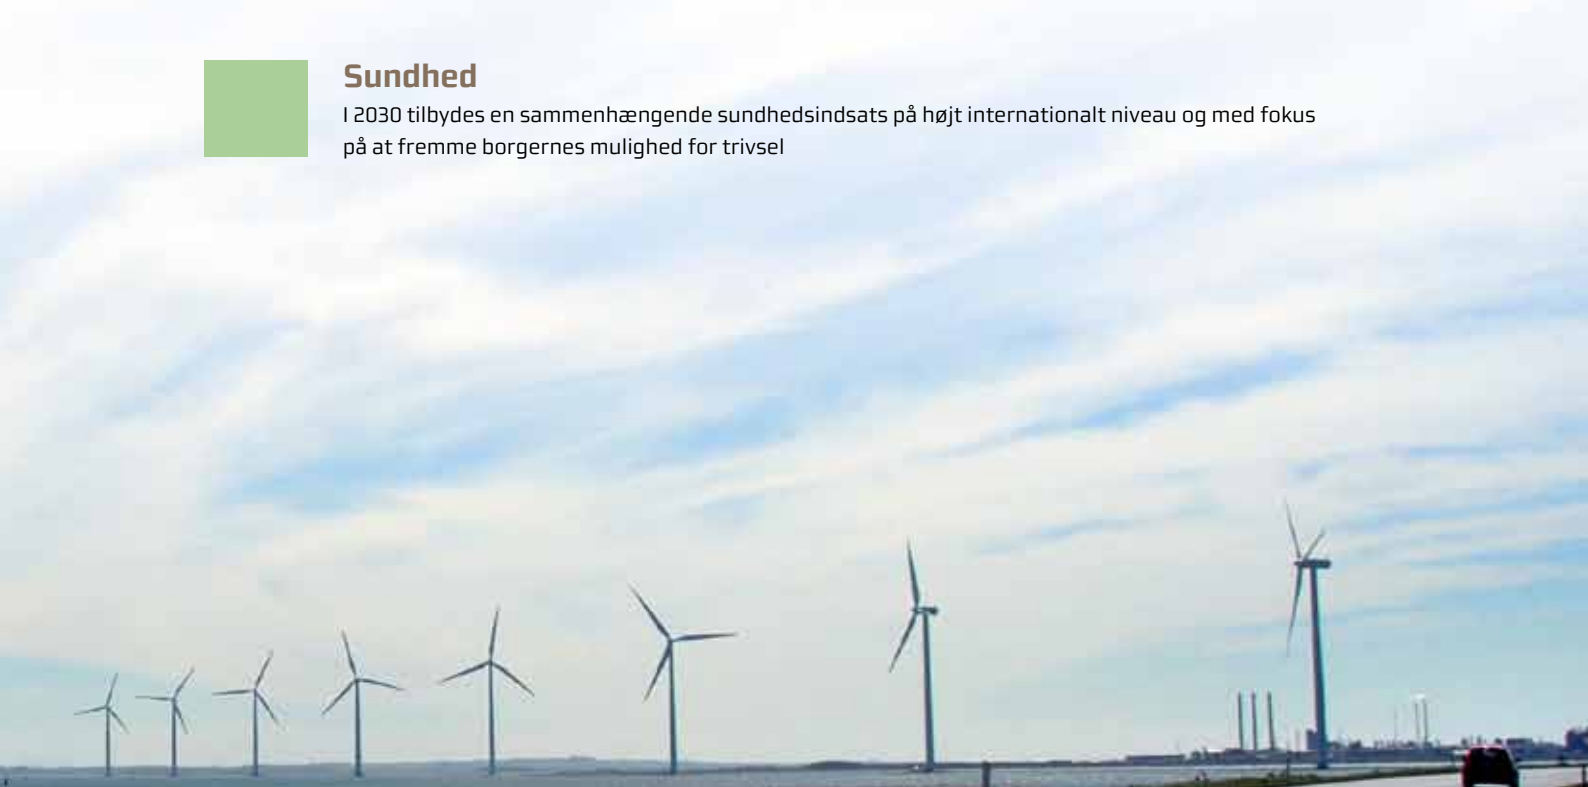 Sundhed
I 2030 tilbydes en sammenhængende sundhedsindsats på højt internationalt niveau og med fokus
på at fremme borgernes mulighed for trivsel